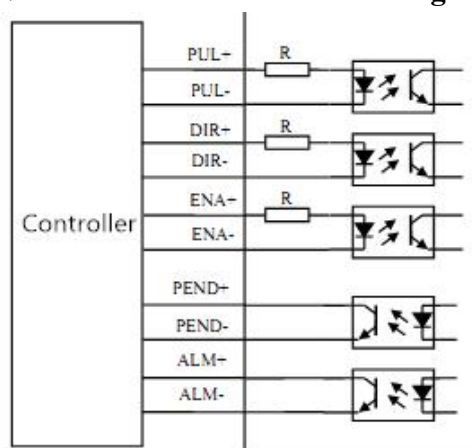 PUL+
R
PUL-
DIR+
R
DIR-
ENA+
R
Controller
ENA-
PEND+
PEND-
ALM+
ALM-